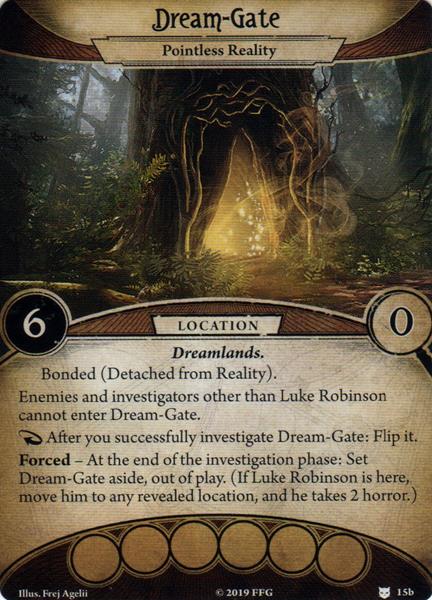 Dream-Gate
Pointless Reality
6
LOCATION
0
Dreamlands.
Bonded (Detached from Reality).
Enemies and investigators other than Luke Robinson
cannot enter Dream-Gate.
After you successfully investigate Dream-Gate: Flip it.
Forced – At the end of the investigation phase: Set
Dream-Gate aside, out of play. (If Luke Robinson is here,
move him to any revealed location, and he takes 2 horror.)
Illus. Frej Agelii
© 2019 FFG
15b